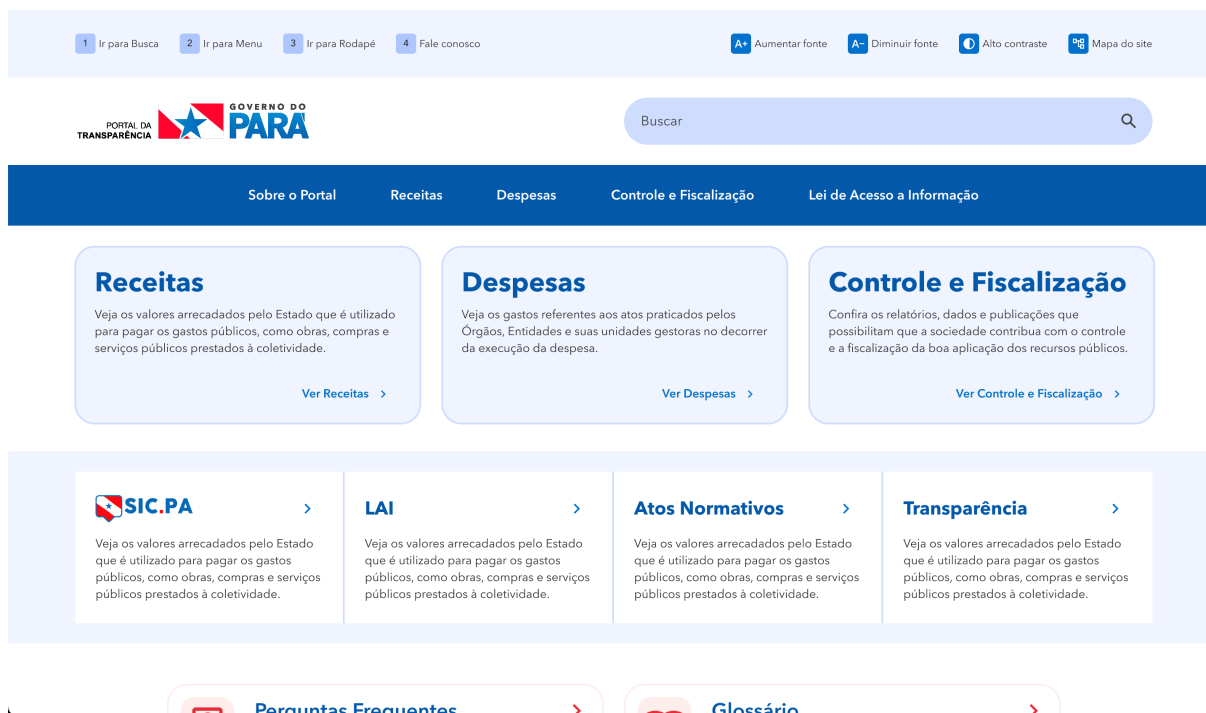 1 Ir para Busca 2 Ir para Menu 3 Ir para Rodapé 4 Fale conosco A+ Aumentar fonte A- Diminuir fonte Alto contraste Mapa do site
PORTAL DA
TRANSPARÊNCIA
GOVERNO DO
PARÁ
Buscar
Sobre o Portal Receitas Despesas Controle e Fiscalização Lei de Acesso a Informação
Receitas
Veja os valores arrecadados pelo Estado que é utilizado
para pagar os gastos públicos, como obras, compras e
serviços públicos prestados à coletividade.
Ver Receitas
Despesas
Veja os gastos referentes aos atos praticados pelos
Órgãos, Entidades e suas unidades gestoras no decorrer
da execução da despesa.
Ver Despesas
Controle e Fiscalização
Confira os relatórios, dados e publicações que
possibilitam que a sociedade contribua com o controle
e a fiscalização da boa aplicação dos recursos públicos.
Ver Controle e Fiscalização
SIC.PA
Veja os valores arrecadados pelo Estado
que é utilizado para pagar os gastos
públicos, como obras, compras e serviços
públicos prestados à coletividade.
LAI
Veja os valores arrecadados pelo Estado
que é utilizado para pagar os gastos
públicos, como obras, compras e serviços
públicos prestados à coletividade.
Atos Normativos
Veja os valores arrecadados pelo Estado
que é utilizado para pagar os gastos
públicos, como obras, compras e serviços
públicos prestados à coletividade.
Transparência
Veja os valores arrecadados pelo Estado
que é utilizado para pagar os gastos
públicos, como obras, compras e serviços
públicos prestados à coletividade.
Perguntas Frequentes
Glossário